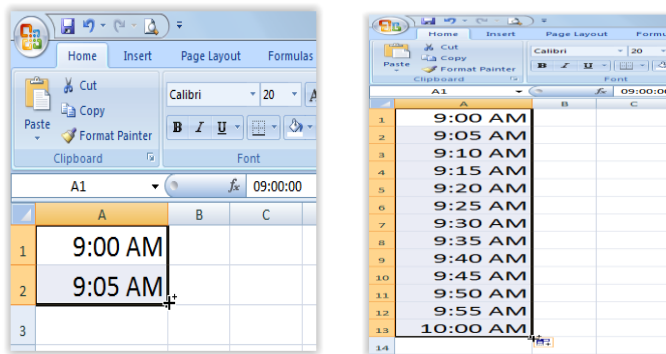 Home Insert Page Layout Formulas
Cut
Copy
Paste
Format Painter
Calibri 20 A
B I U
Clipboard Font
A1 fx 09:00:00
A B C
1 9:00 AM
2 9:05 AM
3
Home Insert Page Layout Formu
Cut
Copy
Paste
Format Painter
Calibri 20
B I U
Clipboard Font
A1 fx 09:00:00
A B C
1 9:00 AM
2 9:05 AM
3 9:10 AM
4 9:15 AM
5 9:20 AM
6 9:25 AM
7 9:30 AM
8 9:35 AM
9 9:40 AM
10 9:45 AM
11 9:50 AM
12 9:55 AM
13 10:00 AM
14